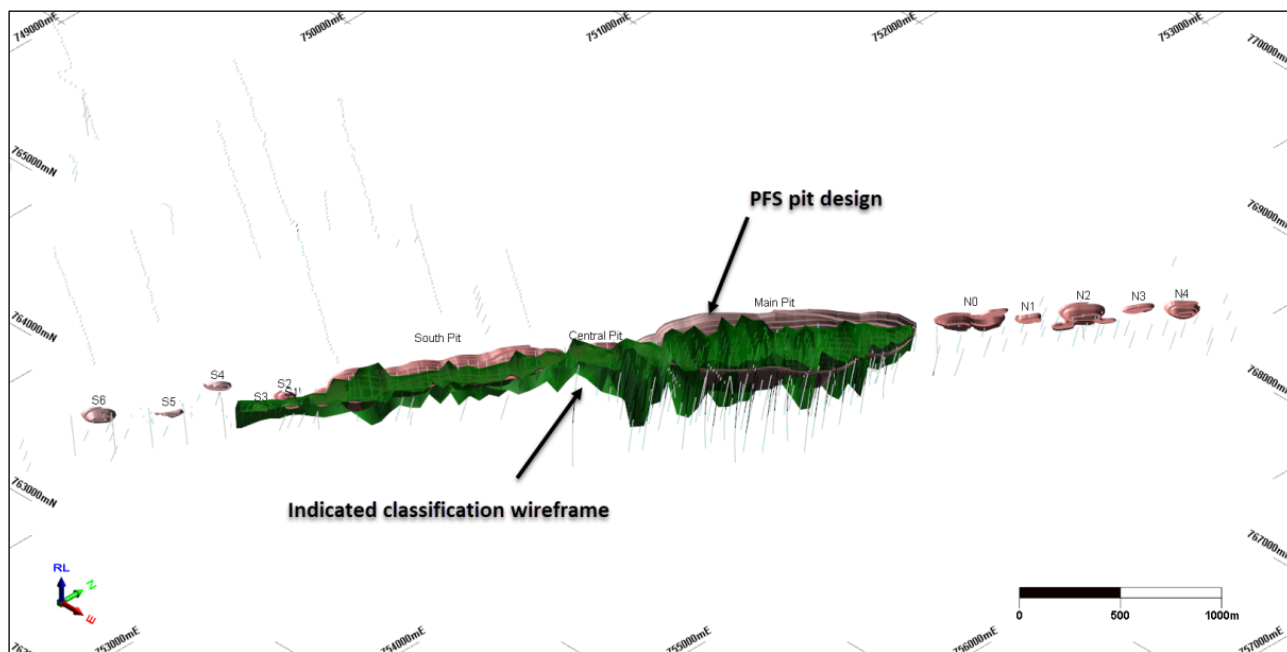 749000mE
750000mE
751000mE
752000mE
753000mE
770000mN
765000mN
769000mN
PFS pit design
Main Pit
N0
N1
N2
N3
N4
764000mN
South Pit
Central Pit
768000mN
S4
S2
S1
S3
S6
S5
763000mN
Indicated classification wireframe
767000mN
RL
N
E
0
500
1000m
753000mE
754000mE
755000mE
756000mE
757000mE